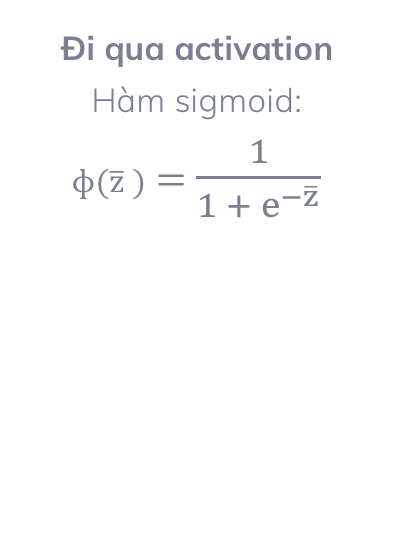 Đi qua activation
Hàm sigmoid:
ϕ(z̅ ) = 1 / (1 + e^−z̅)